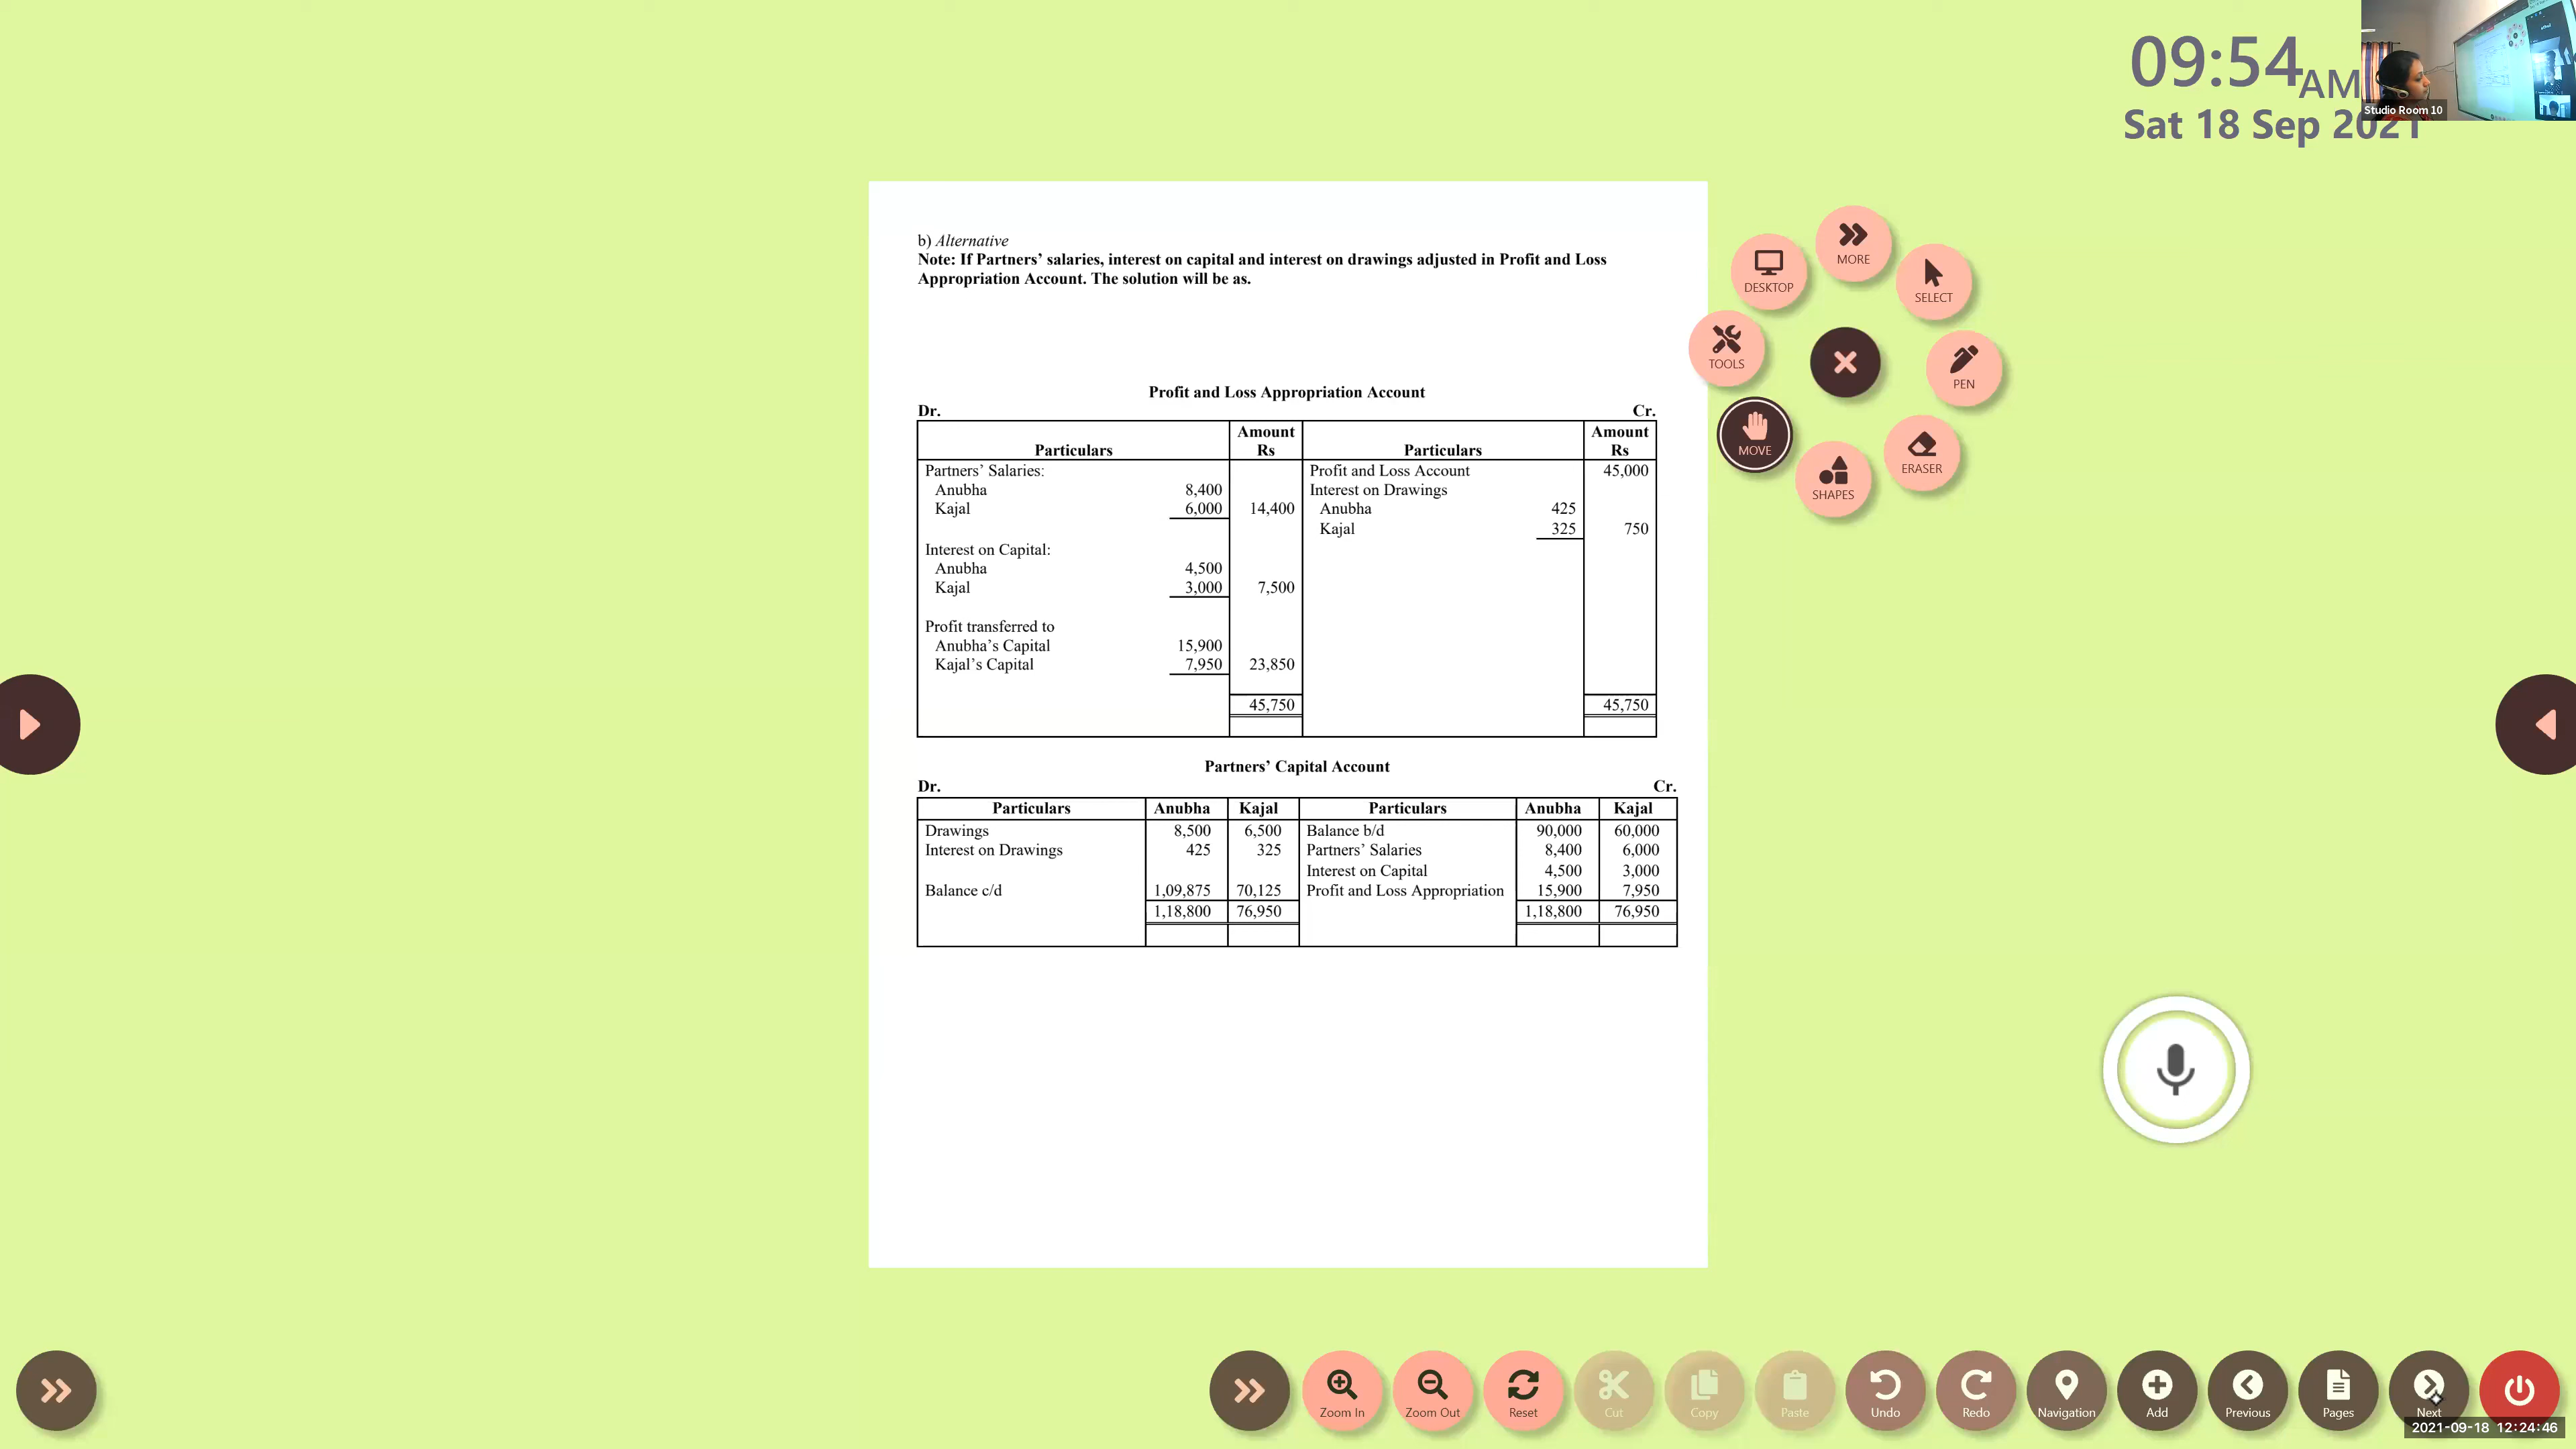 09:54 AM
Studio Room 10
Sat 18 Sep 2021
b) Alternative
Note: If Partners’ salaries, interest on capital and interest on drawings adjusted in Profit and Loss
Appropriation Account. The solution will be as.
MORE
DESKTOP
SELECT
TOOLS
PEN
MOVE
ERASER
SHAPES
Profit and Loss Appropriation Account
Dr. Cr.
Particulars Amount Rs Particulars Amount Rs
Partners’ Salaries: Profit and Loss Account 45,000
Anubha 8,400 Interest on Drawings
Kajal 6,000 14,400 Anubha 425
Kajal 325 750
Interest on Capital:
Anubha 4,500
Kajal 3,000 7,500
Profit transferred to
Anubha’s Capital 15,900
Kajal’s Capital 7,950 23,850
45,750 45,750
Partners’ Capital Account
Dr. Cr.
Particulars Anubha Kajal Particulars Anubha Kajal
Drawings 8,500 6,500 Balance b/d 90,000 60,000
Interest on Drawings 425 325 Partners’ Salaries 8,400 6,000
Interest on Capital 4,500 3,000
Balance c/d 1,09,875 70,125 Profit and Loss Appropriation 15,900 7,950
1,18,800 76,950 1,18,800 76,950
Zoom In Zoom Out Reset Cut Copy Paste Undo Redo Navigation Add Previous Pages Next
2021-09-18 12:24:46